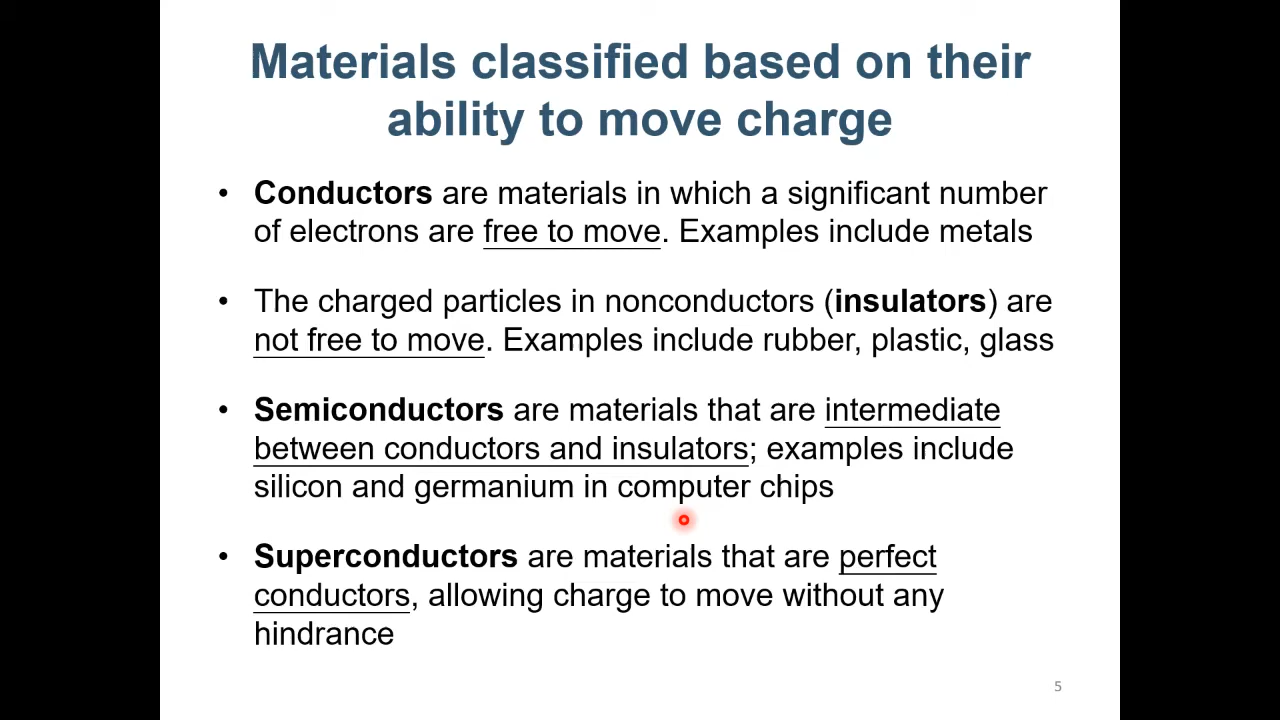 Materials classified based on their
ability to move charge
• Conductors are materials in which a significant number
of electrons are free to move. Examples include metals
• The charged particles in nonconductors (insulators) are
not free to move. Examples include rubber, plastic, glass
• Semiconductors are materials that are intermediate
between conductors and insulators; examples include
silicon and germanium in computer chips
• Superconductors are materials that are perfect
conductors, allowing charge to move without any
hindrance
5